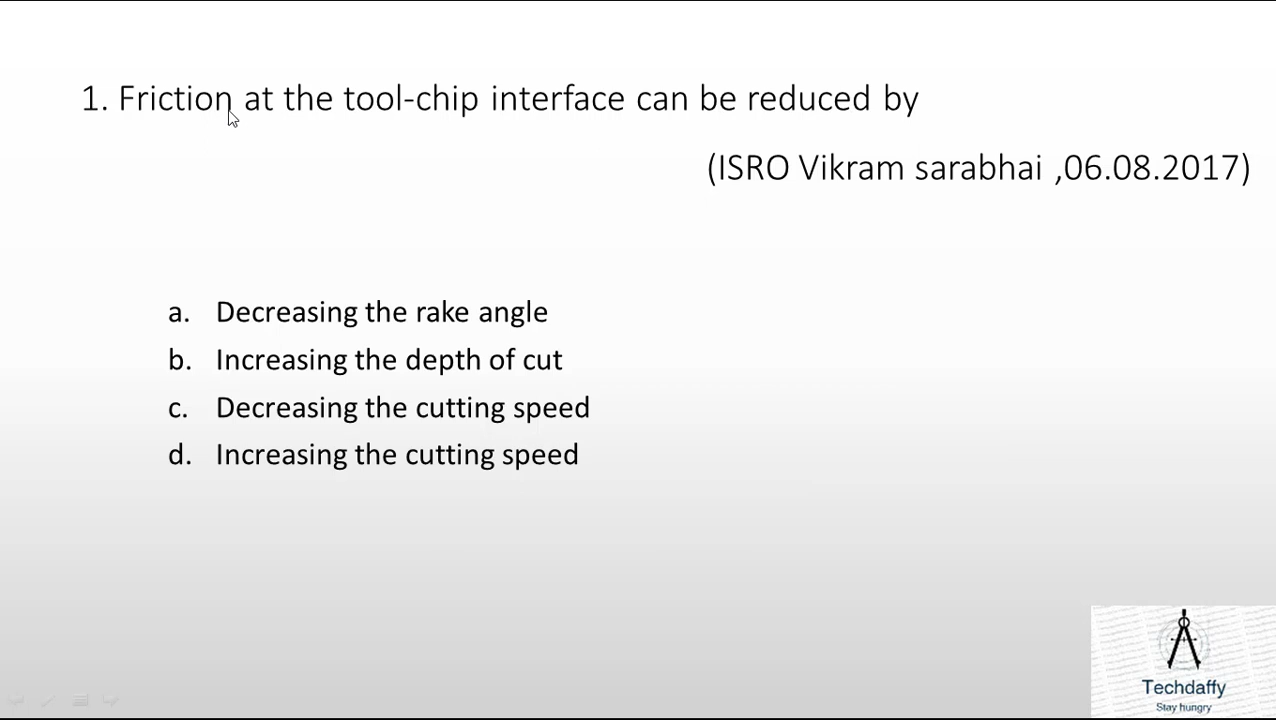 1. Friction at the tool-chip interface can be reduced by
(ISRO Vikram sarabhai ,06.08.2017)
a. Decreasing the rake angle
b. Increasing the depth of cut
c. Decreasing the cutting speed
d. Increasing the cutting speed
Techdaffy
Stay hungry